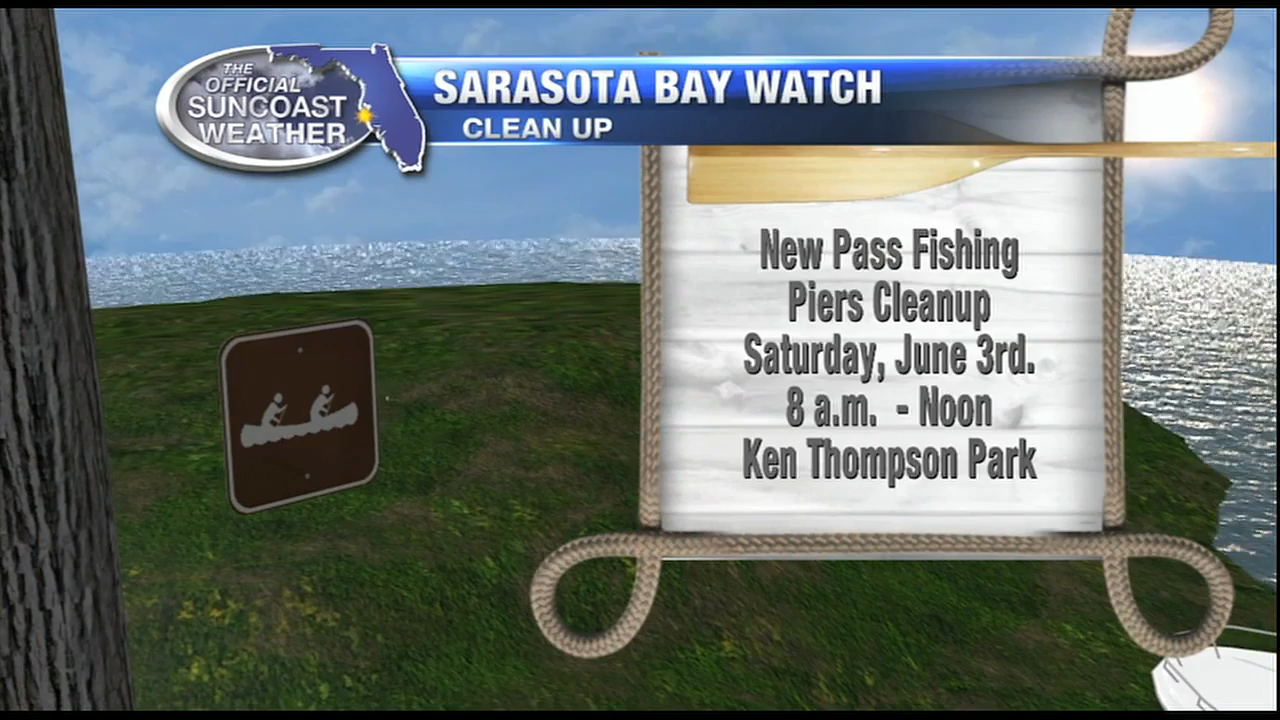 THE
OFFICIAL
SUNCOAST
WEATHER
SARASOTA BAY WATCH
CLEAN UP
New Pass Fishing
Piers Cleanup
Saturday, June 3rd.
8 a.m. - Noon
Ken Thompson Park